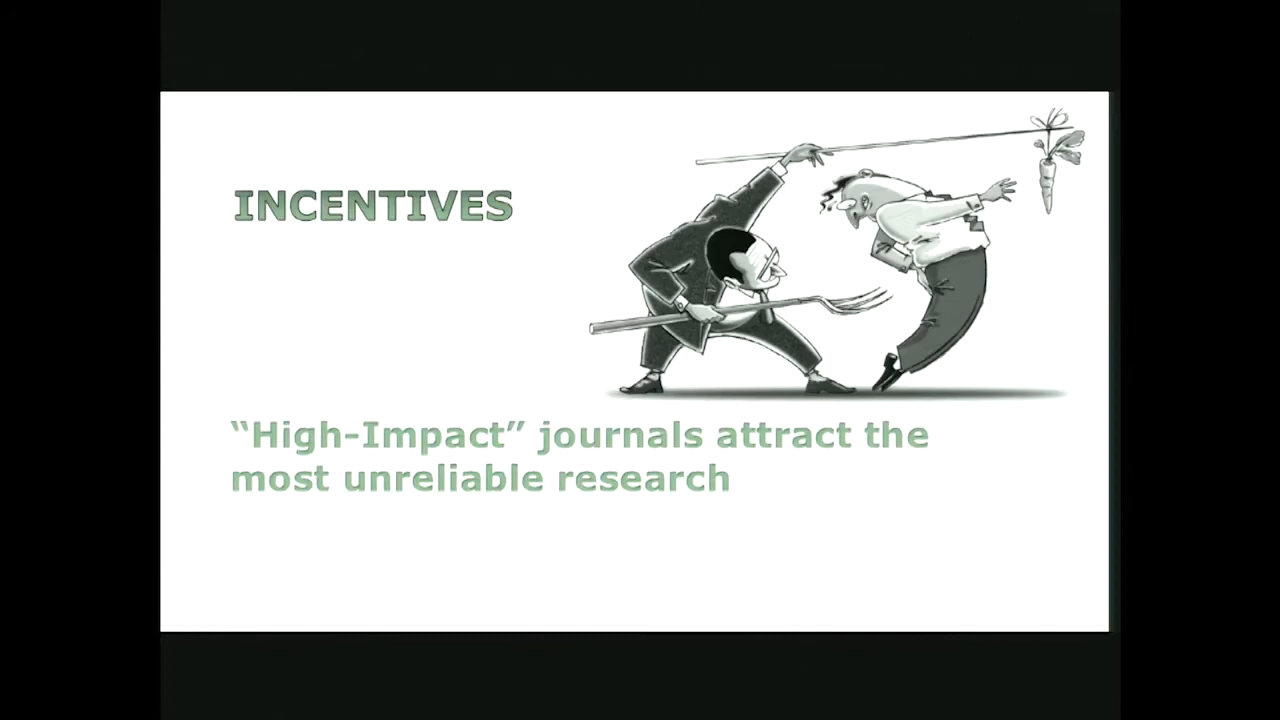 INCENTIVES
“High-Impact” journals attract the
most unreliable research